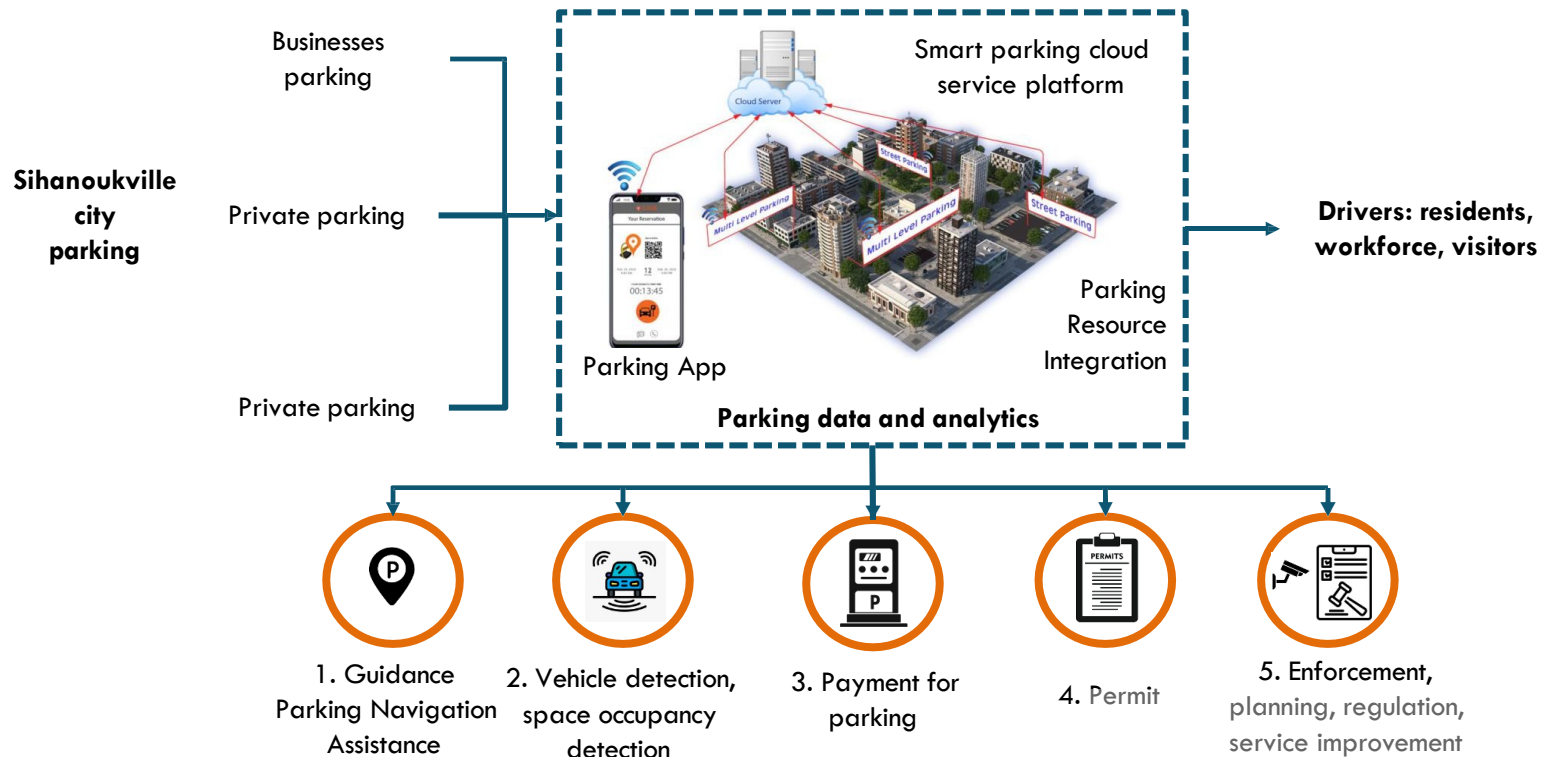 Businesses
parking
Sihanoukville
city
parking
Private parking
Private parking
Smart parking cloud
service platform
Cloud Server
Street Parking
Multi Level Parking
Multi Level Parking
Street Parking
Your Reservation
12
00:13:45
Parking App
Parking
Resource
Integration
Parking data and analytics
Drivers: residents,
workforce, visitors
P
P
PERMITS
1. Guidance
Parking Navigation
Assistance
2. Vehicle detection,
space occupancy
detection
3. Payment for
parking
4. Permit
5. Enforcement,
planning, regulation,
service improvement